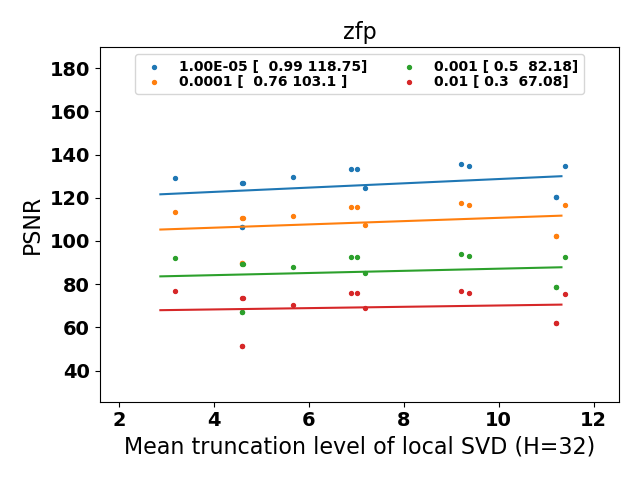 zfp
1.00E-05 [  0.99 118.75]
0.0001 [  0.76 103.1 ]
0.001 [ 0.5  82.18]
0.01 [ 0.3  67.08]
180
160
140
120
100
80
60
40
PSNR
2 4 6 8 10 12
Mean truncation level of local SVD (H=32)